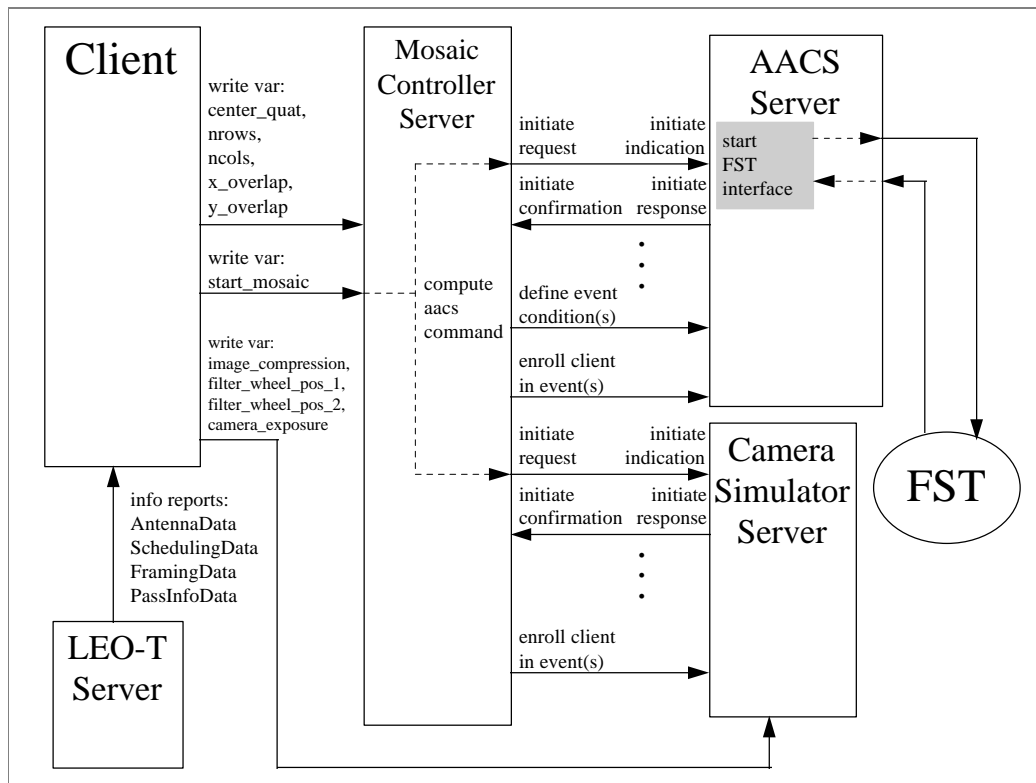 Client
write var:
center_quat,
nrows,
ncols,
x_overlap,
y_overlap
write var:
start_mosaic
write var:
image_compression,
filter_wheel_pos_1,
filter_wheel_pos_2,
camera_exposure
info reports:
AntennaData
SchedulingData
FramingData
PassInfoData
LEO-T
Server
Mosaic
Controller
Server
compute
aacs
command
initiate
request
initiate
indication
initiate
confirmation
initiate
response
define event
condition(s)
enroll client
in event(s)
initiate
request
initiate
indication
initiate
confirmation
initiate
response
enroll client
in event(s)
AACS
Server
start
FST
interface
Camera
Simulator
Server
FST